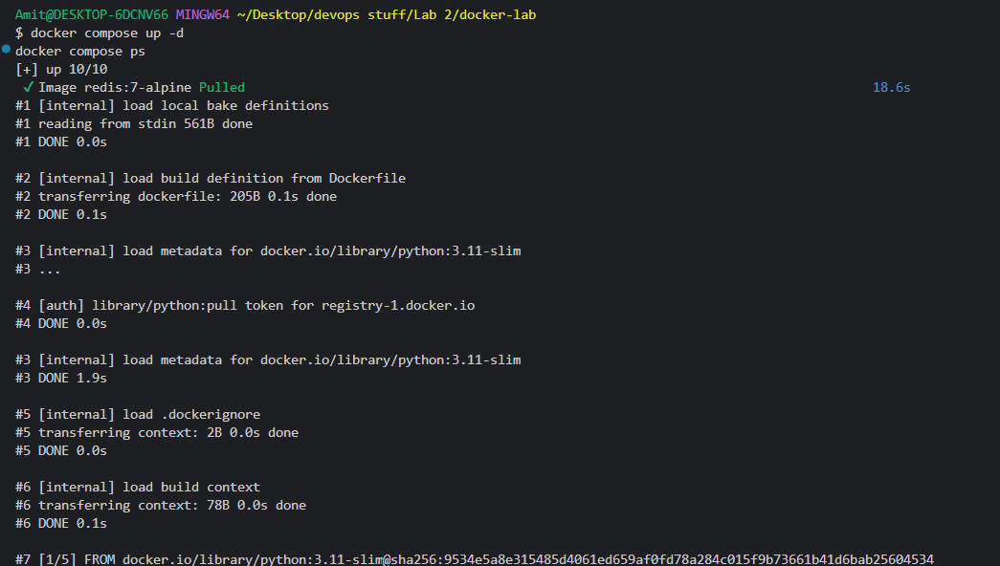 Amit@DESKTOP-6DCNV66 MINGW64 ~/Desktop/devops stuff/Lab 2/docker-lab
$ docker compose up -d
docker compose ps
[+] up 10/10
✓ Image redis:7-alpine Pulled 18.6s
#1 [internal] load local bake definitions
#1 reading from stdin 561B done
#1 DONE 0.0s
#2 [internal] load build definition from Dockerfile
#2 transferring dockerfile: 205B 0.1s done
#2 DONE 0.1s
#3 [internal] load metadata for docker.io/library/python:3.11-slim
#3 ...
#4 [auth] library/python:pull token for registry-1.docker.io
#4 DONE 0.0s
#3 [internal] load metadata for docker.io/library/python:3.11-slim
#3 DONE 1.9s
#5 [internal] load .dockerignore
#5 transferring context: 2B 0.0s done
#5 DONE 0.0s
#6 [internal] load build context
#6 transferring context: 78B 0.0s done
#6 DONE 0.1s
#7 [1/5] FROM docker.io/library/python:3.11-slim@sha256:9534e5a8e315485d4061ed659af0fd78a284c015f9b73661b41d6bab25604534